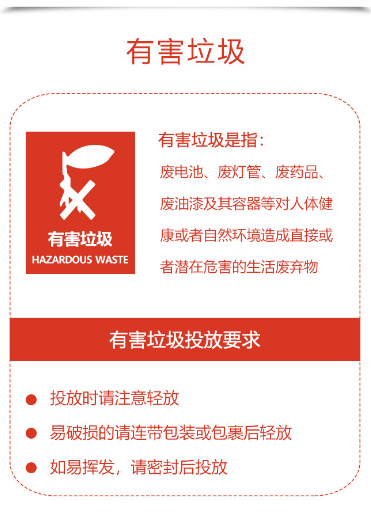 有害垃圾
有害垃圾是指：
废电池、废灯管、废药品、
废油漆及其容器等对人体健
康或者自然环境造成直接或
者潜在危害的生活废弃物
有害垃圾
HAZARDOUS WASTE
有害垃圾投放要求
投放时请注意轻放
易破损的请连带包装或包裹后轻放
如易挥发，请密封后投放